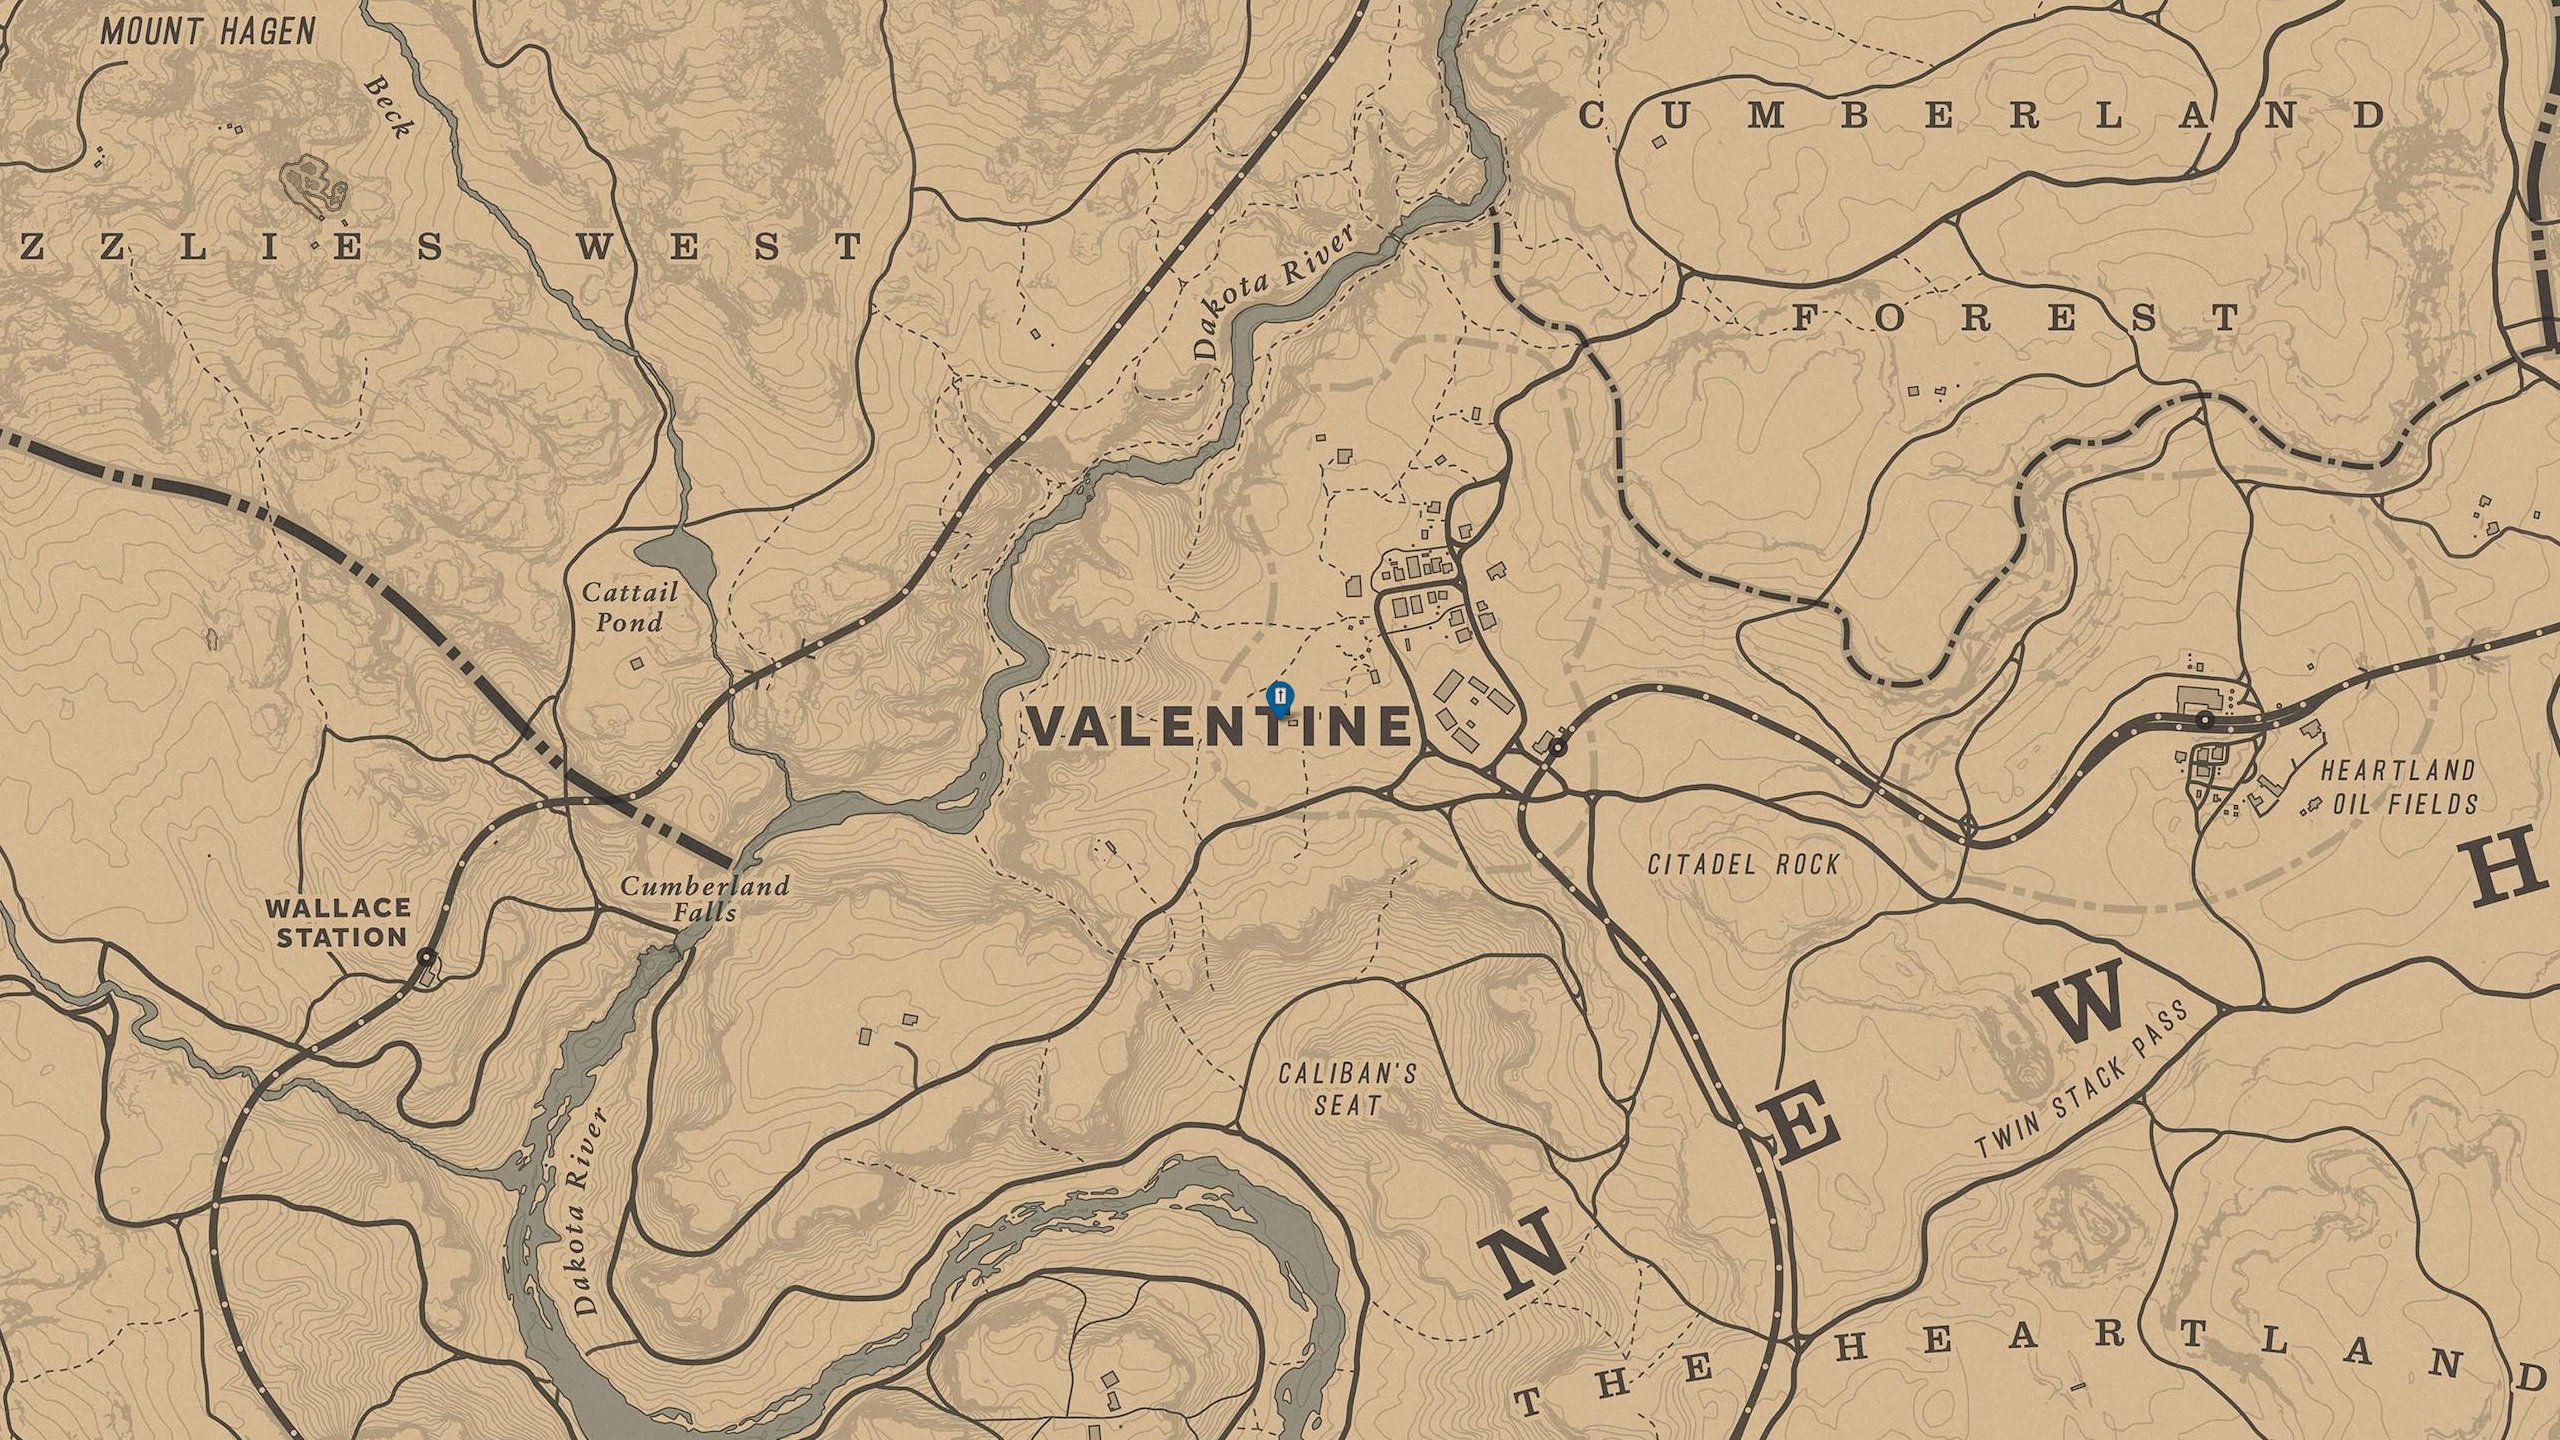 MOUNT HAGEN
Beck
CUMBERLAND
ZZLIES WEST
Dakota River
FOREST
Cattail
Pond
VALENTINE
HEARTLAND
OIL FIELDS
H
CITADEL ROCK
Cumberland
Falls
WALLACE
STATION
W
TWIN STACK PASS
CALIBAN'S
SEAT
E
Dakota River
N
THE HEARTLAND